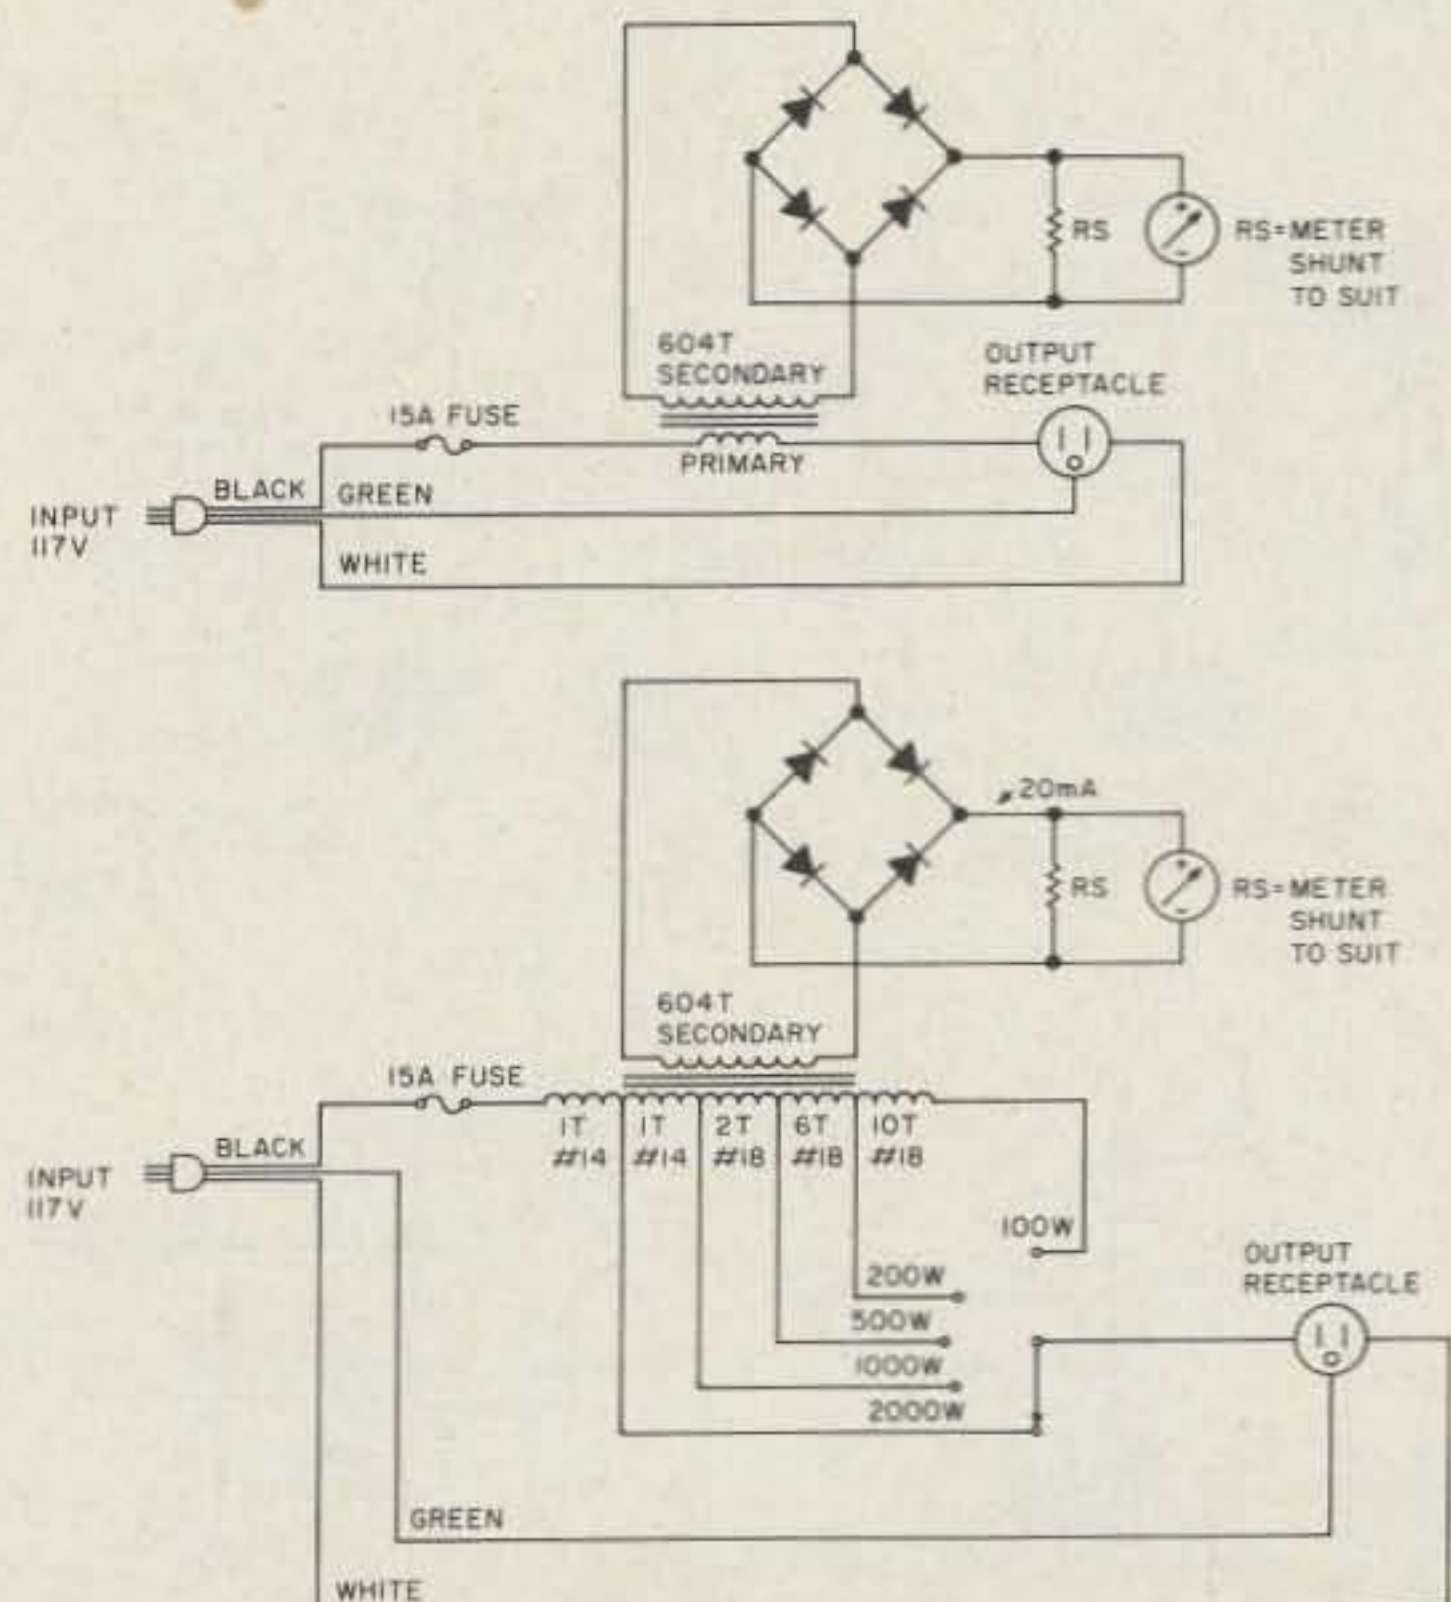 RS
+
-
RS=METER
SHUNT
TO SUIT
604T
SECONDARY
OUTPUT
RECEPTACLE
15A FUSE
PRIMARY
BLACK
GREEN
INPUT
117V
WHITE
20mA
RS
+
-
RS=METER
SHUNT
TO SUIT
604T
SECONDARY
15A FUSE
1T 1T 2T 6T 10T
#14 #14 #18 #18 #18
BLACK
INPUT
117V
100W
200W
500W
1000W
2000W
OUTPUT
RECEPTACLE
GREEN
WHITE